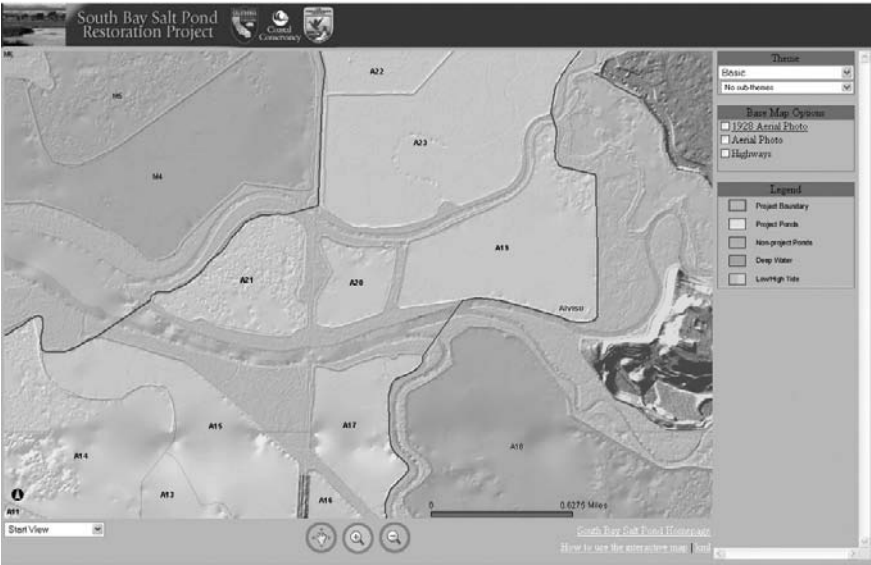 South Bay Salt Pond
Restoration Project
Coastal
Conservancy
Theme
Basic
No sub-themes
Base Map Options
1928 Aerial Photo
Aerial Photo
Highways
Legend
Project Boundary
Project Ponds
Non-project Ponds
Deep Water
Low/High Tide
A22
M5
A23
M4
A19
A21
A20
Alviso
A15
A17
A18
A14
A13
A16
A11
0 0.6275 Miles
Start View
South Bay Salt Pond Homepage
How to use the interactive map | kml